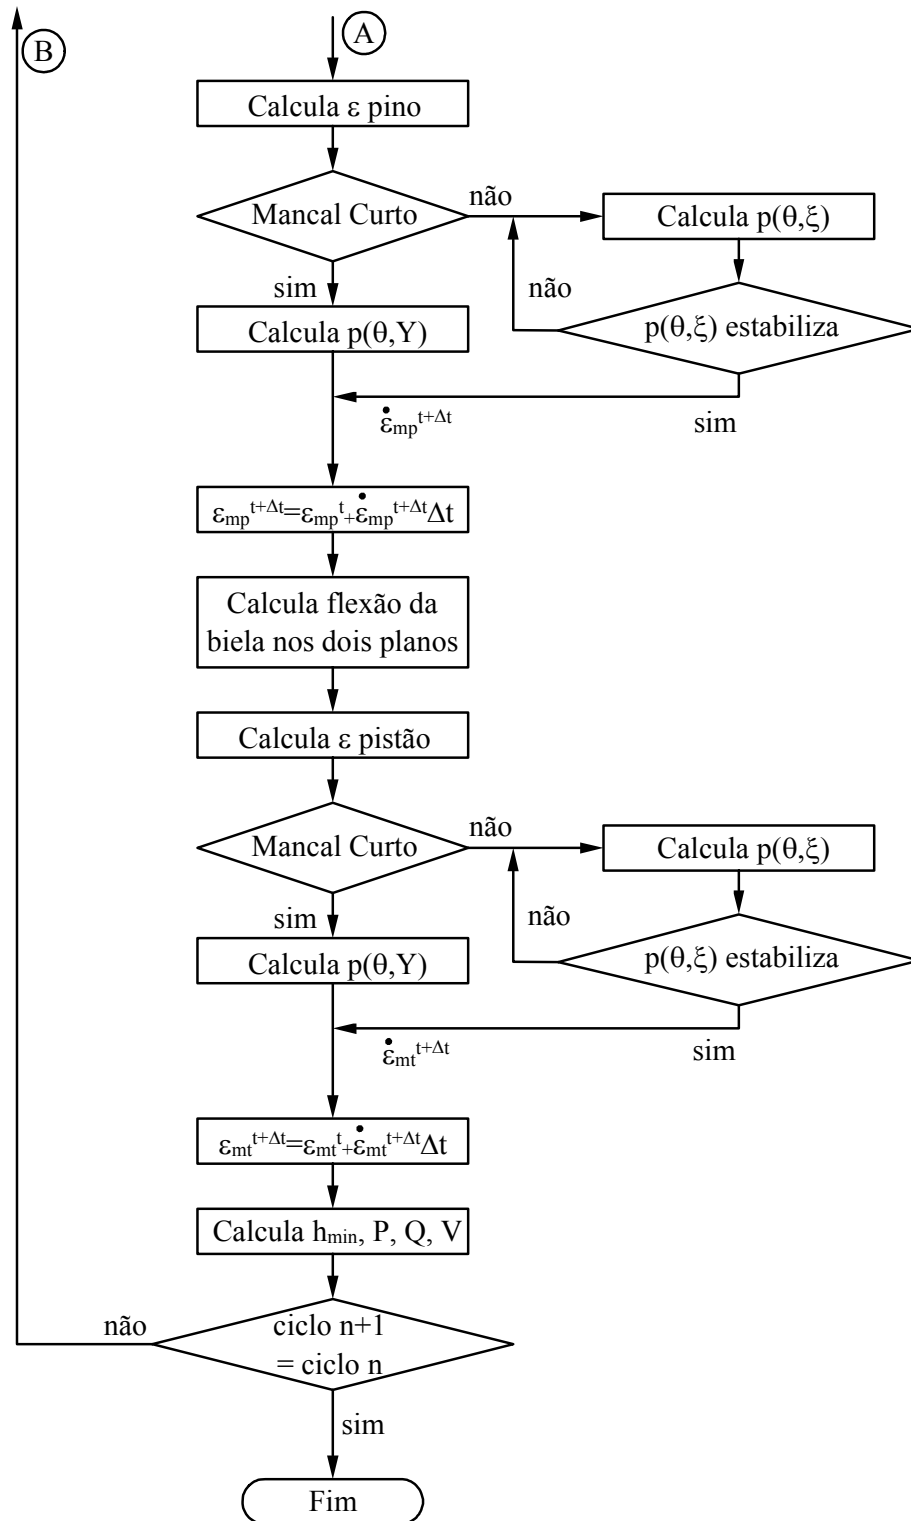 B
A
Calcula ε pino
Mancal Curto
não
Calcula p(θ,ξ)
sim
não
Calcula p(θ,Y)
p(θ,ξ) estabiliza
ε̇ₘₚᵗ⁺Δᵗ
sim
εₘₚᵗ⁺Δᵗ=εₘₚᵗ+ε̇ₘₚᵗ⁺ΔᵗΔt
Calcula flexão da
biela nos dois planos
Calcula ε pistão
Mancal Curto
não
Calcula p(θ,ξ)
sim
não
Calcula p(θ,Y)
p(θ,ξ) estabiliza
ε̇ₘₜᵗ⁺Δᵗ
sim
εₘₜᵗ⁺Δᵗ=εₘₜᵗ+ε̇ₘₜᵗ⁺ΔᵗΔt
Calcula hₘᵢₙ, P, Q, V
não
ciclo n+1
= ciclo n
sim
Fim